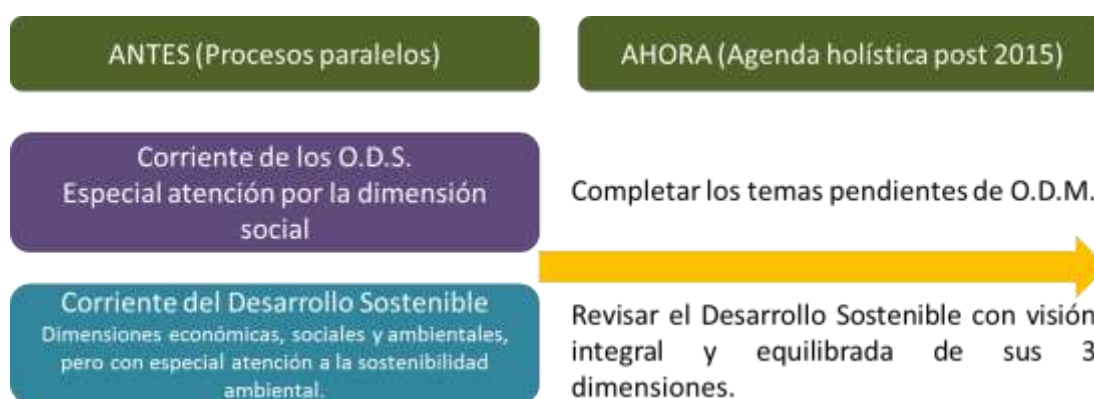 ANTES (Procesos paralelos)
AHORA (Agenda holística post 2015)
Corriente de los O.D.S.
Especial atención por la dimensión
social
Completar los temas pendientes de O.D.M.
Corriente del Desarrollo Sostenible
Dimensiones económicas, sociales y ambientales,
pero con especial atención a la sostenibilidad
ambiental.
Revisar el Desarrollo Sostenible con visión
integral y equilibrada de sus 3
dimensiones.